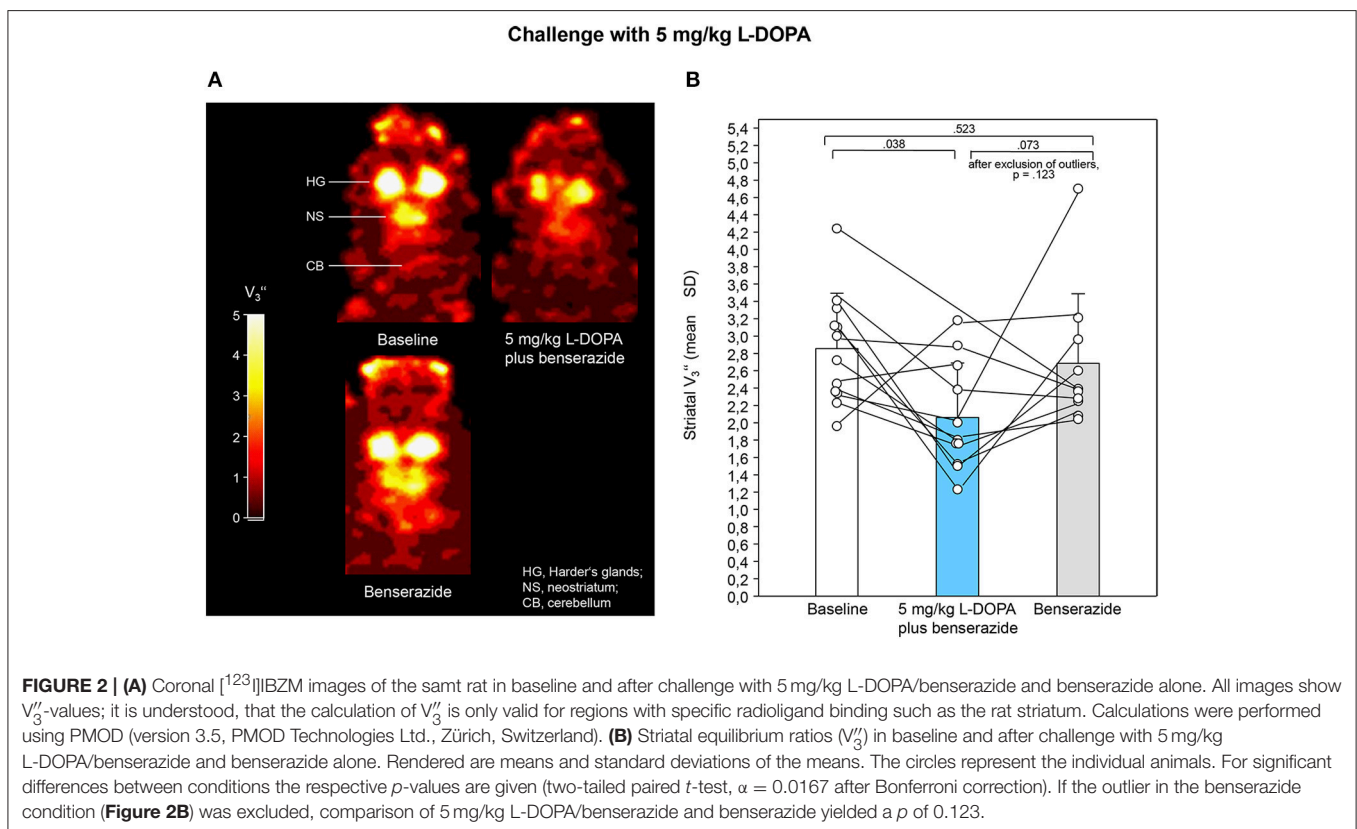 Challenge with 5 mg/kg L-DOPA
A
HG
NS
CB
V₃“
5
4
3
2
1
0
Baseline
5 mg/kg L-DOPA
plus benserazide
Benserazide
HG, Harder's glands;
NS, neostriatum;
CB, cerebellum
B
Striatal V₃“ (mean SD)
5,4
5,2
5,0
4,8
4,6
4,4
4,2
4,0
3,8
3,6
3,4
3,2
3,0
2,8
2,6
2,4
2,2
2,0
1,8
1,6
1,4
1,2
1,0
0,8
0,6
0,4
0,2
0,0
.523
.038
.073
after exclusion of outliers,
p = .123
Baseline
5 mg/kg L-DOPA
plus benserazide
Benserazide
FIGURE 2 | (A) Coronal [¹²³I]IBZM images of the samt rat in baseline and after challenge with 5 mg/kg L-DOPA/benserazide and benserazide alone. All images show
V₃″-values; it is understood, that the calculation of V₃″ is only valid for regions with specific radioligand binding such as the rat striatum. Calculations were performed
using PMOD (version 3.5, PMOD Technologies Ltd., Zürich, Switzerland). (B) Striatal equilibrium ratios (V₃″) in baseline and after challenge with 5 mg/kg
L-DOPA/benserazide and benserazide alone. Rendered are means and standard deviations of the means. The circles represent the individual animals. For significant
differences between conditions the respective p-values are given (two-tailed paired t-test, α = 0.0167 after Bonferroni correction). If the outlier in the benserazide
condition (Figure 2B) was excluded, comparison of 5 mg/kg L-DOPA/benserazide and benserazide yielded a p of 0.123.